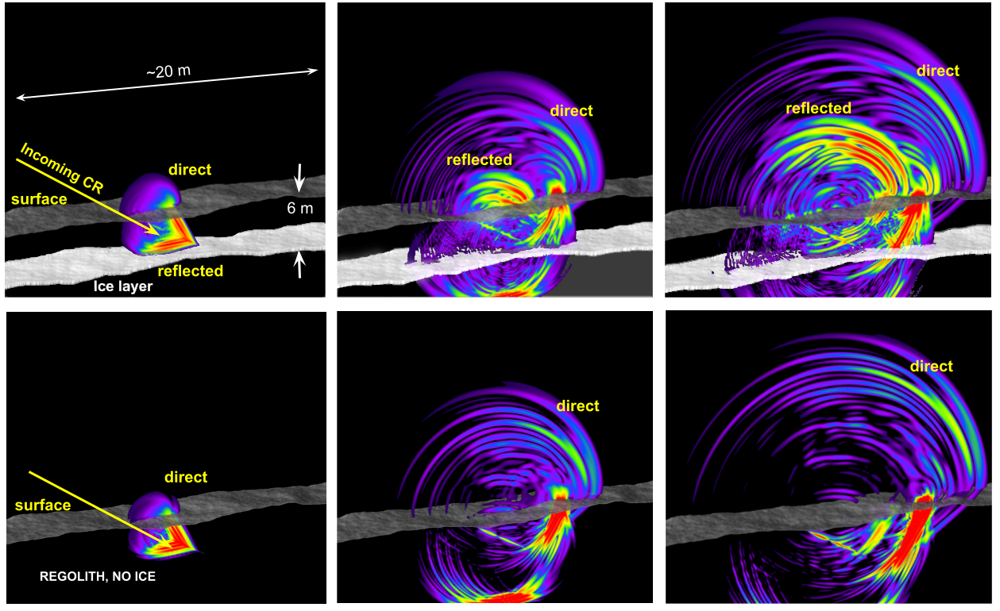 ~20 m
Incoming CR
direct
surface
6 m
reflected
Ice layer
direct
reflected
direct
reflected
direct
surface
REGOLITH, NO ICE
direct
direct